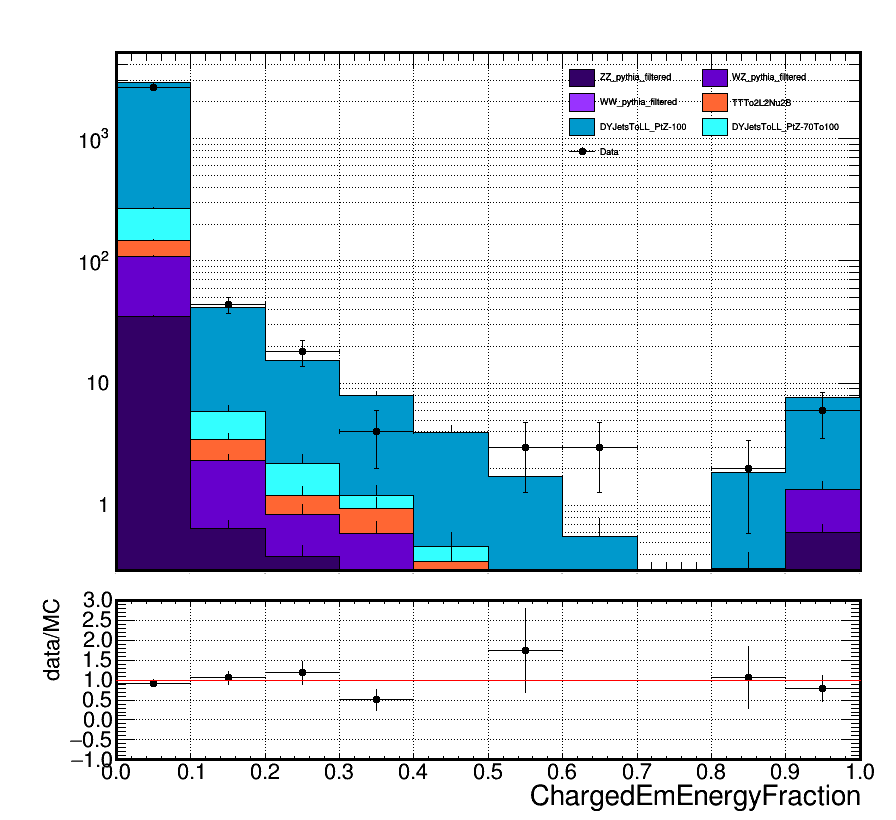 ZZ_pythia_filtered WZ_pythia_filtered
WW_pythia_filtered TTTo2L2Nu2B
DYJetsToLL_PtZ-100 DYJetsToLL_PtZ-70To100
Data
10³
10²
10
1
data/MC
3.0
2.5
2.0
1.5
1.0
0.5
0.0
−0.5
−1.0
0.0 0.1 0.2 0.3 0.4 0.5 0.6 0.7 0.8 0.9 1.0
ChargedEmEnergyFraction